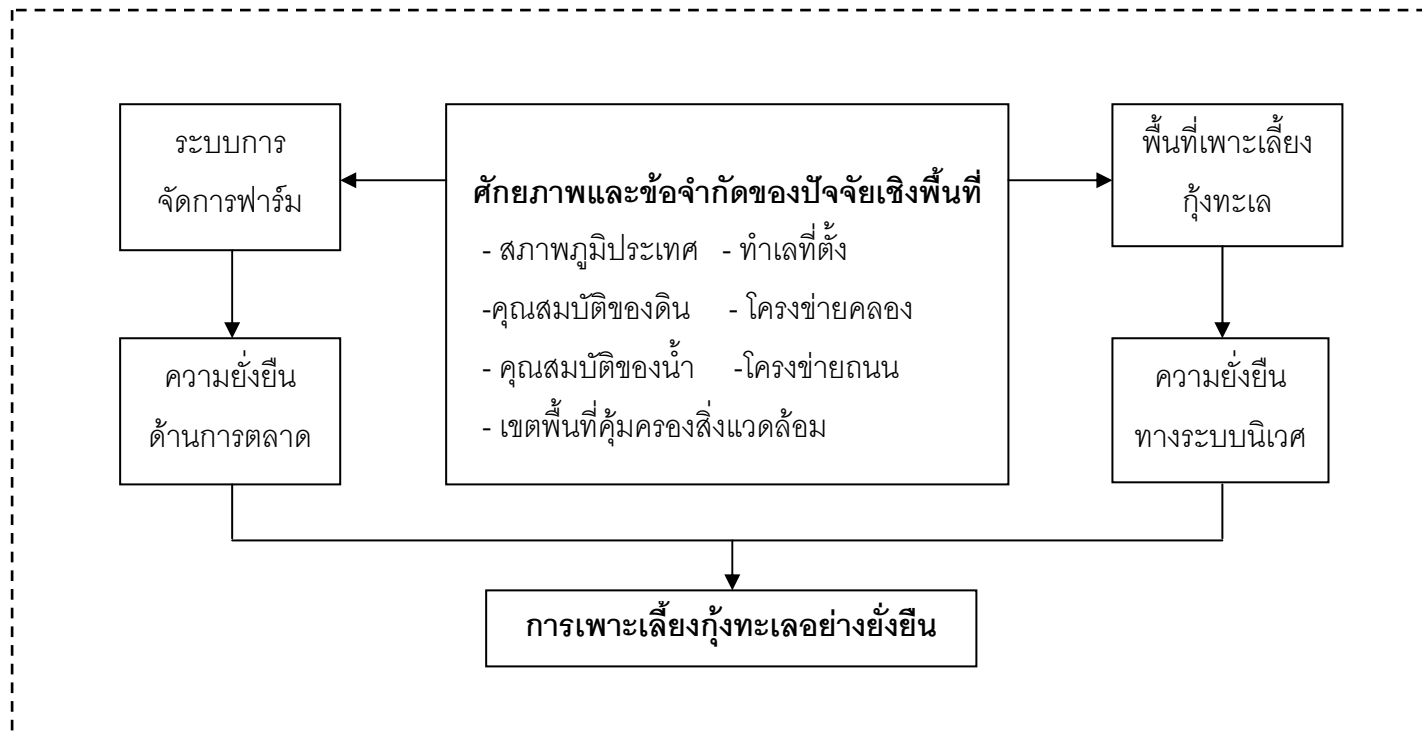 ระบบการ
จัดการฟาร์ม
ศักยภาพและข้อจำกัดของปัจจัยเชิงพื้นที่
- สภาพภูมิประเทศ - ทำเลที่ตั้ง
-คุณสมบัติของดิน - โครงข่ายคลอง
- คุณสมบัติของน้ำ -โครงข่ายถนน
- เขตพื้นที่คุ้มครองสิ่งแวดล้อม
พื้นที่เพาะเลี้ยง
กุ้งทะเล
ความยั่งยืน
ด้านการตลาด
ความยั่งยืน
ทางระบบนิเวศ
การเพาะเลี้ยงกุ้งทะเลอย่างยั่งยืน